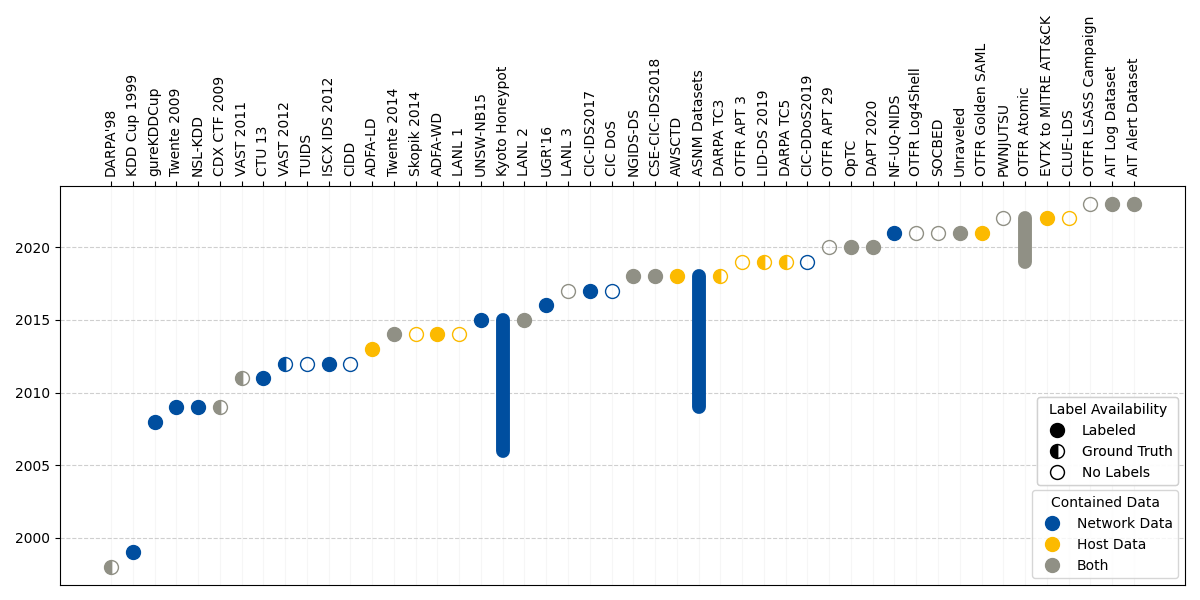 DARPA'98
KDD Cup 1999
gureKDDCup
Twente 2009
NSL-KDD
CDX CTF 2009
VAST 2011
CTU 13
VAST 2012
TUIDS
ISCX IDS 2012
CIDD
ADFA-LD
Twente 2014
Skopik 2014
ADFA-WD
LANL 1
UNSW-NB15
Kyoto Honeypot
LANL 2
UGR'16
LANL 3
CIC-IDS2017
CIC DoS
NGIDS-DS
CSE-CIC-IDS2018
AWSCTD
ASNM Datasets
DARPA TC3
OTFR APT 3
LID-DS 2019
DARPA TC5
CIC-DDoS2019
OTFR APT 29
OpTC
DAPT 2020
NF-UQ-NIDS
OTFR Log4Shell
SOCBED
Unraveled
OTFR Golden SAML
PWNJUTSU
OTFR Atomic
EVTX to MITRE ATT&CK
CLUE-LDS
OTFR LSASS Campaign
AIT Log Dataset
AIT Alert Dataset
2020
2015
2010
2005
2000
Label Availability
Labeled
Ground Truth
No Labels
Contained Data
Network Data
Host Data
Both